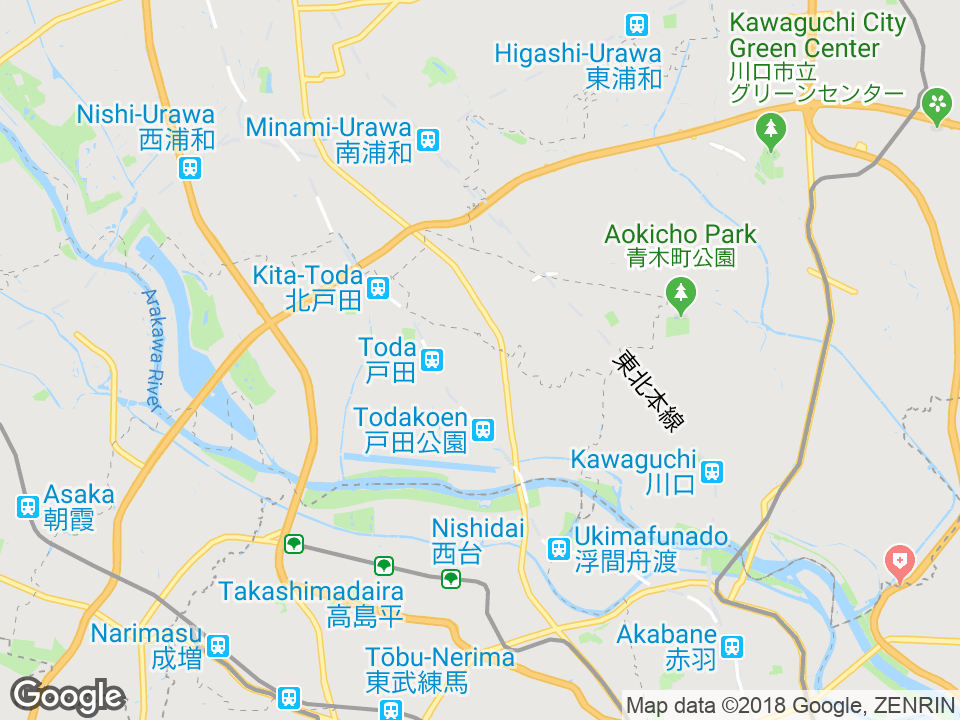 Kawaguchi City
Green Center
川口市立
グリーンセンター
Higashi-Urawa
東浦和
Nishi-Urawa
西浦和
Minami-Urawa
南浦和
Aokicho Park
青木町公園
Kita-Toda
北戸田
Arakawa River
Toda
戸田
東北本線
Todakoen
戸田公園
Kawaguchi
川口
Asaka
朝霞
Nishidai
西台
Ukimafunado
浮間舟渡
Takashimadaira
高島平
Narimasu
成増
Akabane
赤羽
Tōbu-Nerima
東武練馬
Google
Map data ©2018 Google, ZENRIN